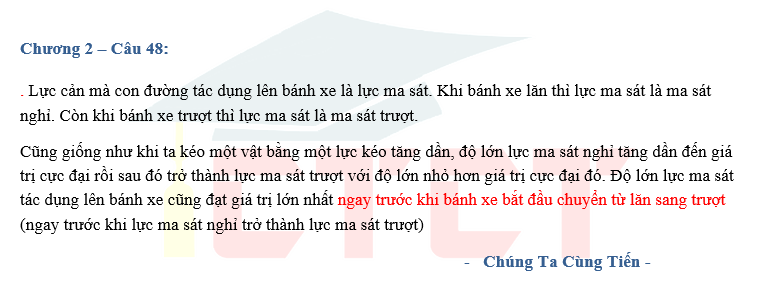 Chương 2 – Câu 48:
. Lực cản mà con đường tác dụng lên bánh xe là lực ma sát. Khi bánh xe lăn thì lực ma sát là ma sát
nghỉ. Còn khi bánh xe trượt thì lực ma sát là ma sát trượt.
Cũng giống như khi ta kéo một vật bằng một lực kéo tăng dần, độ lớn lực ma sát nghỉ tăng dần đến giá
trị cực đại rồi sau đó trở thành lực ma sát trượt với độ lớn nhỏ hơn giá trị cực đại đó. Độ lớn lực ma sát
tác dụng lên bánh xe cũng đạt giá trị lớn nhất ngay trước khi bánh xe bắt đầu chuyển từ lăn sang trượt
(ngay trước khi lực ma sát nghỉ trở thành lực ma sát trượt)
- Chúng Ta Cùng Tiến -
CTCT